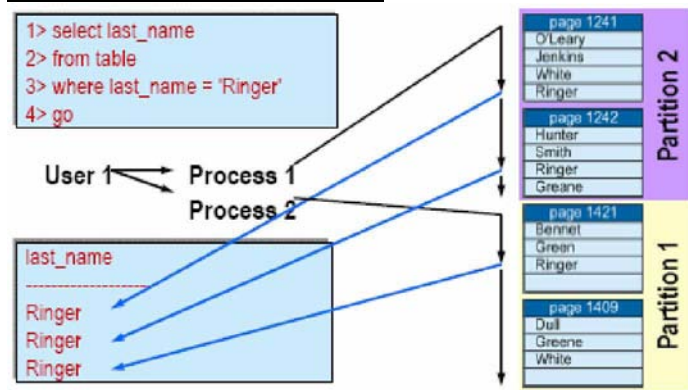 1> select last_name
2> from table
3> where last_name = 'Ringer'
4> go
User 1
Process 1
Process 2
last_name
--------------------
Ringer
Ringer
Ringer
page 1241
O'Leary
Jenkins
White
Ringer
page 1242
Hunter
Smith
Ringer
Greane
Partition 2
page 1421
Bennet
Green
Ringer
page 1409
Dull
Greene
White
Partition 1